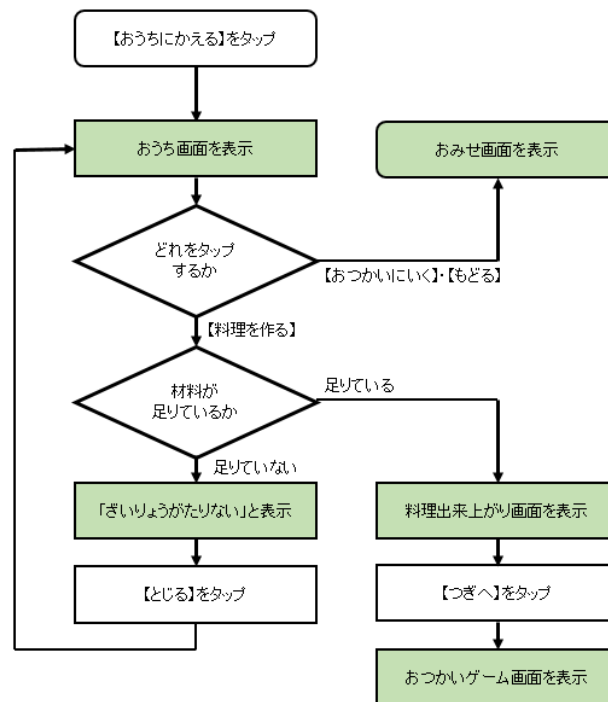 【おうちにかえる】をタップ
おうち画面を表示
おみせ画面を表示
どれをタップ
するか
【おつかいにいく】・【もどる】
【料理を作る】
材料が
足りているか
足りている
足りていない
「ざいりょうがたりない」と表示
料理出来上がり画面を表示
【とじる】をタップ
【つぎへ】をタップ
おつかいゲーム画面を表示